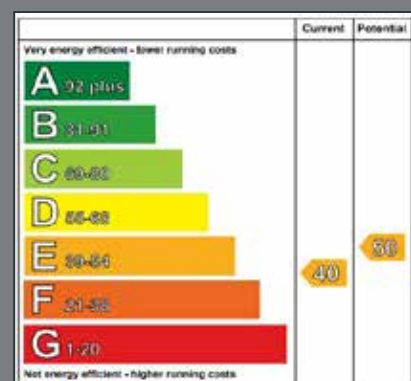 Current Potential
Very energy efficient - lower running costs
A 92 plus
B 81-91
C 69-80
D 55-68
E 39-54
50
40
F 21-38
G 1-20
Not energy efficient - higher running costs